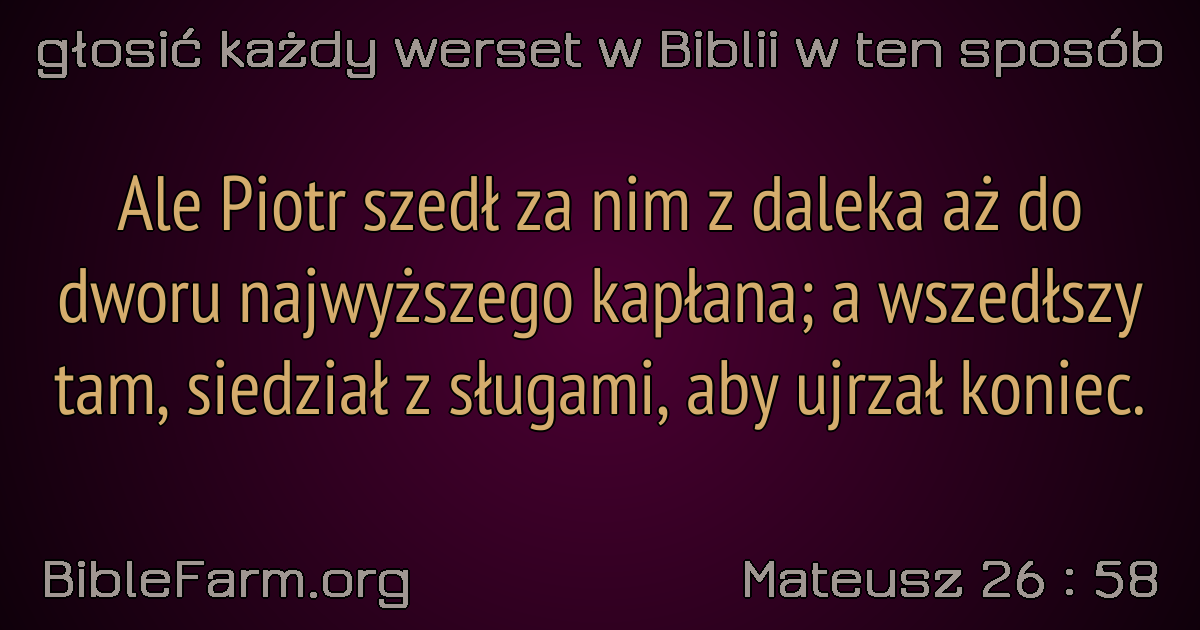 głosić każdy werset w Biblii w ten sposób
Ale Piotr szedł za nim z daleka aż do
dworu najwyższego kapłana; a wszedłszy
tam, siedział z sługami, aby ujrzał koniec.
BibleFarm.org
Mateusz 26 : 58